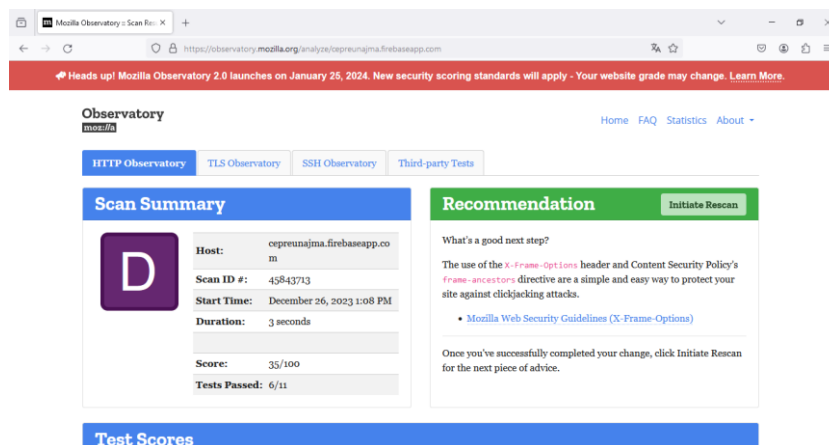 Mozilla Observatory :: Scan Res
https://observatory.mozilla.org/analyze/cepreunajma.firebaseapp.com
Heads up! Mozilla Observatory 2.0 launches on January 25, 2024. New security scoring standards will apply - Your website grade may change. Learn More.
Observatory
moz://a
Home FAQ Statistics About
HTTP Observatory TLS Observatory SSH Observatory Third-party Tests
Scan Summary
D
Host: cepreunajma.firebaseapp.co
m
Scan ID #: 45843713
Start Time: December 26, 2023 1:08 PM
Duration: 3 seconds
Score: 35/100
Tests Passed: 6/11
Recommendation Initiate Rescan
What's a good next step?
The use of the X-Frame-Options header and Content Security Policy's
frame-ancestors directive are a simple and easy way to protect your
site against clickjacking attacks.
• Mozilla Web Security Guidelines (X-Frame-Options)
Once you've successfully completed your change, click Initiate Rescan
for the next piece of advice.
Test Scores